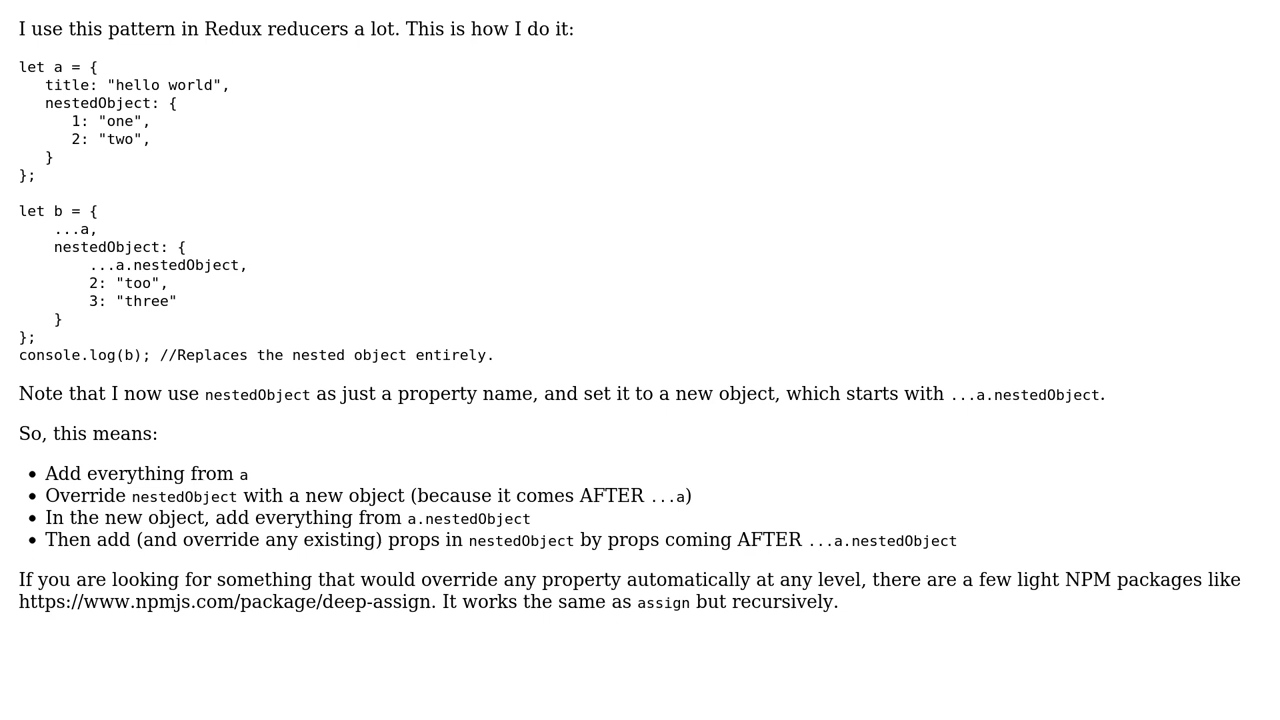 I use this pattern in Redux reducers a lot. This is how I do it:
let a = {
   title: "hello world",
   nestedObject: {
      1: "one",
      2: "two",
   }
};
let b = {
    ...a,
    nestedObject: {
        ...a.nestedObject,
        2: "too",
        3: "three"
    }
};
console.log(b); //Replaces the nested object entirely.
Note that I now use nestedObject as just a property name, and set it to a new object, which starts with ...a.nestedObject.
So, this means:
• Add everything from a
• Override nestedObject with a new object (because it comes AFTER ...a)
• In the new object, add everything from a.nestedObject
• Then add (and override any existing) props in nestedObject by props coming AFTER ...a.nestedObject
If you are looking for something that would override any property automatically at any level, there are a few light NPM packages like
https://www.npmjs.com/package/deep-assign. It works the same as assign but recursively.